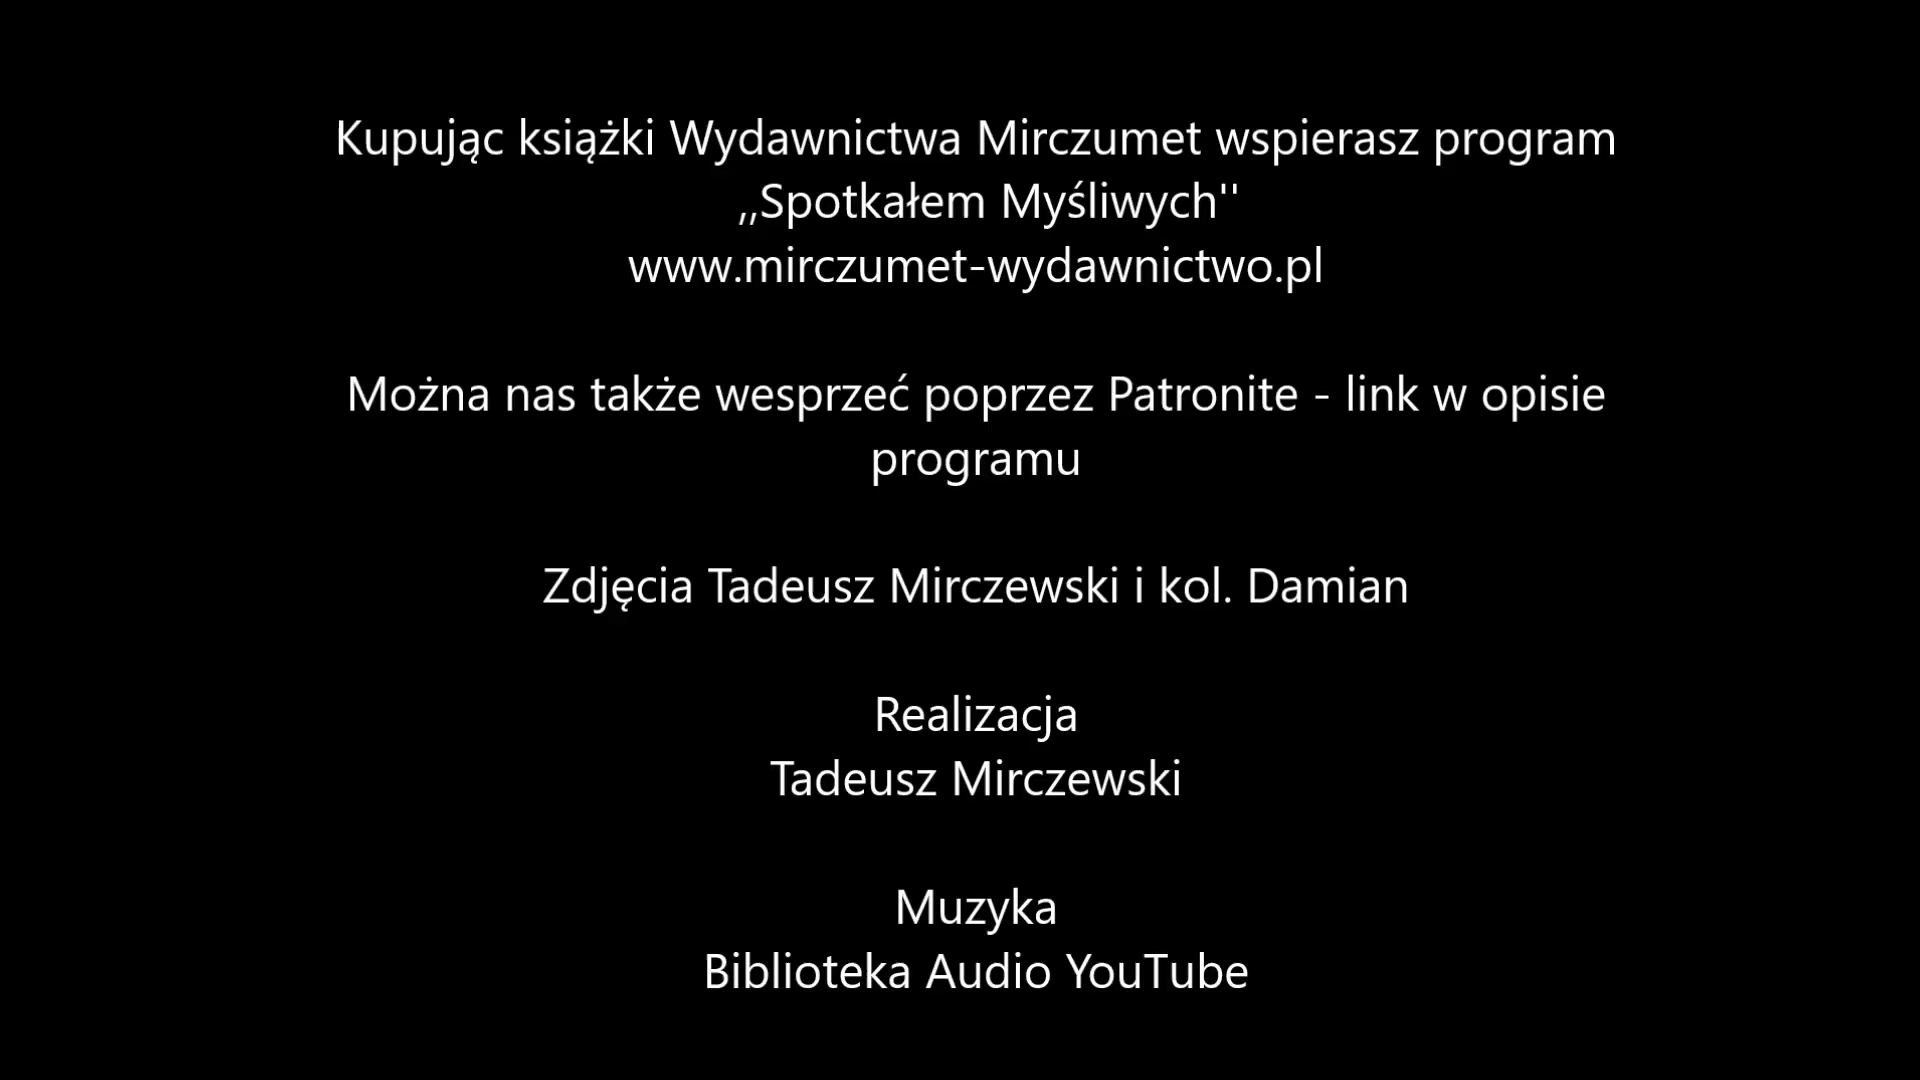 Kupując książki Wydawnictwa Mirczumet wspierasz program
,,Spotkałem Myśliwych''
www.mirczumet-wydawnictwo.pl
Można nas także wesprzeć poprzez Patronite - link w opisie
programu
Zdjęcia Tadeusz Mirczewski i kol. Damian
Realizacja
Tadeusz Mirczewski
Muzyka
Biblioteka Audio YouTube